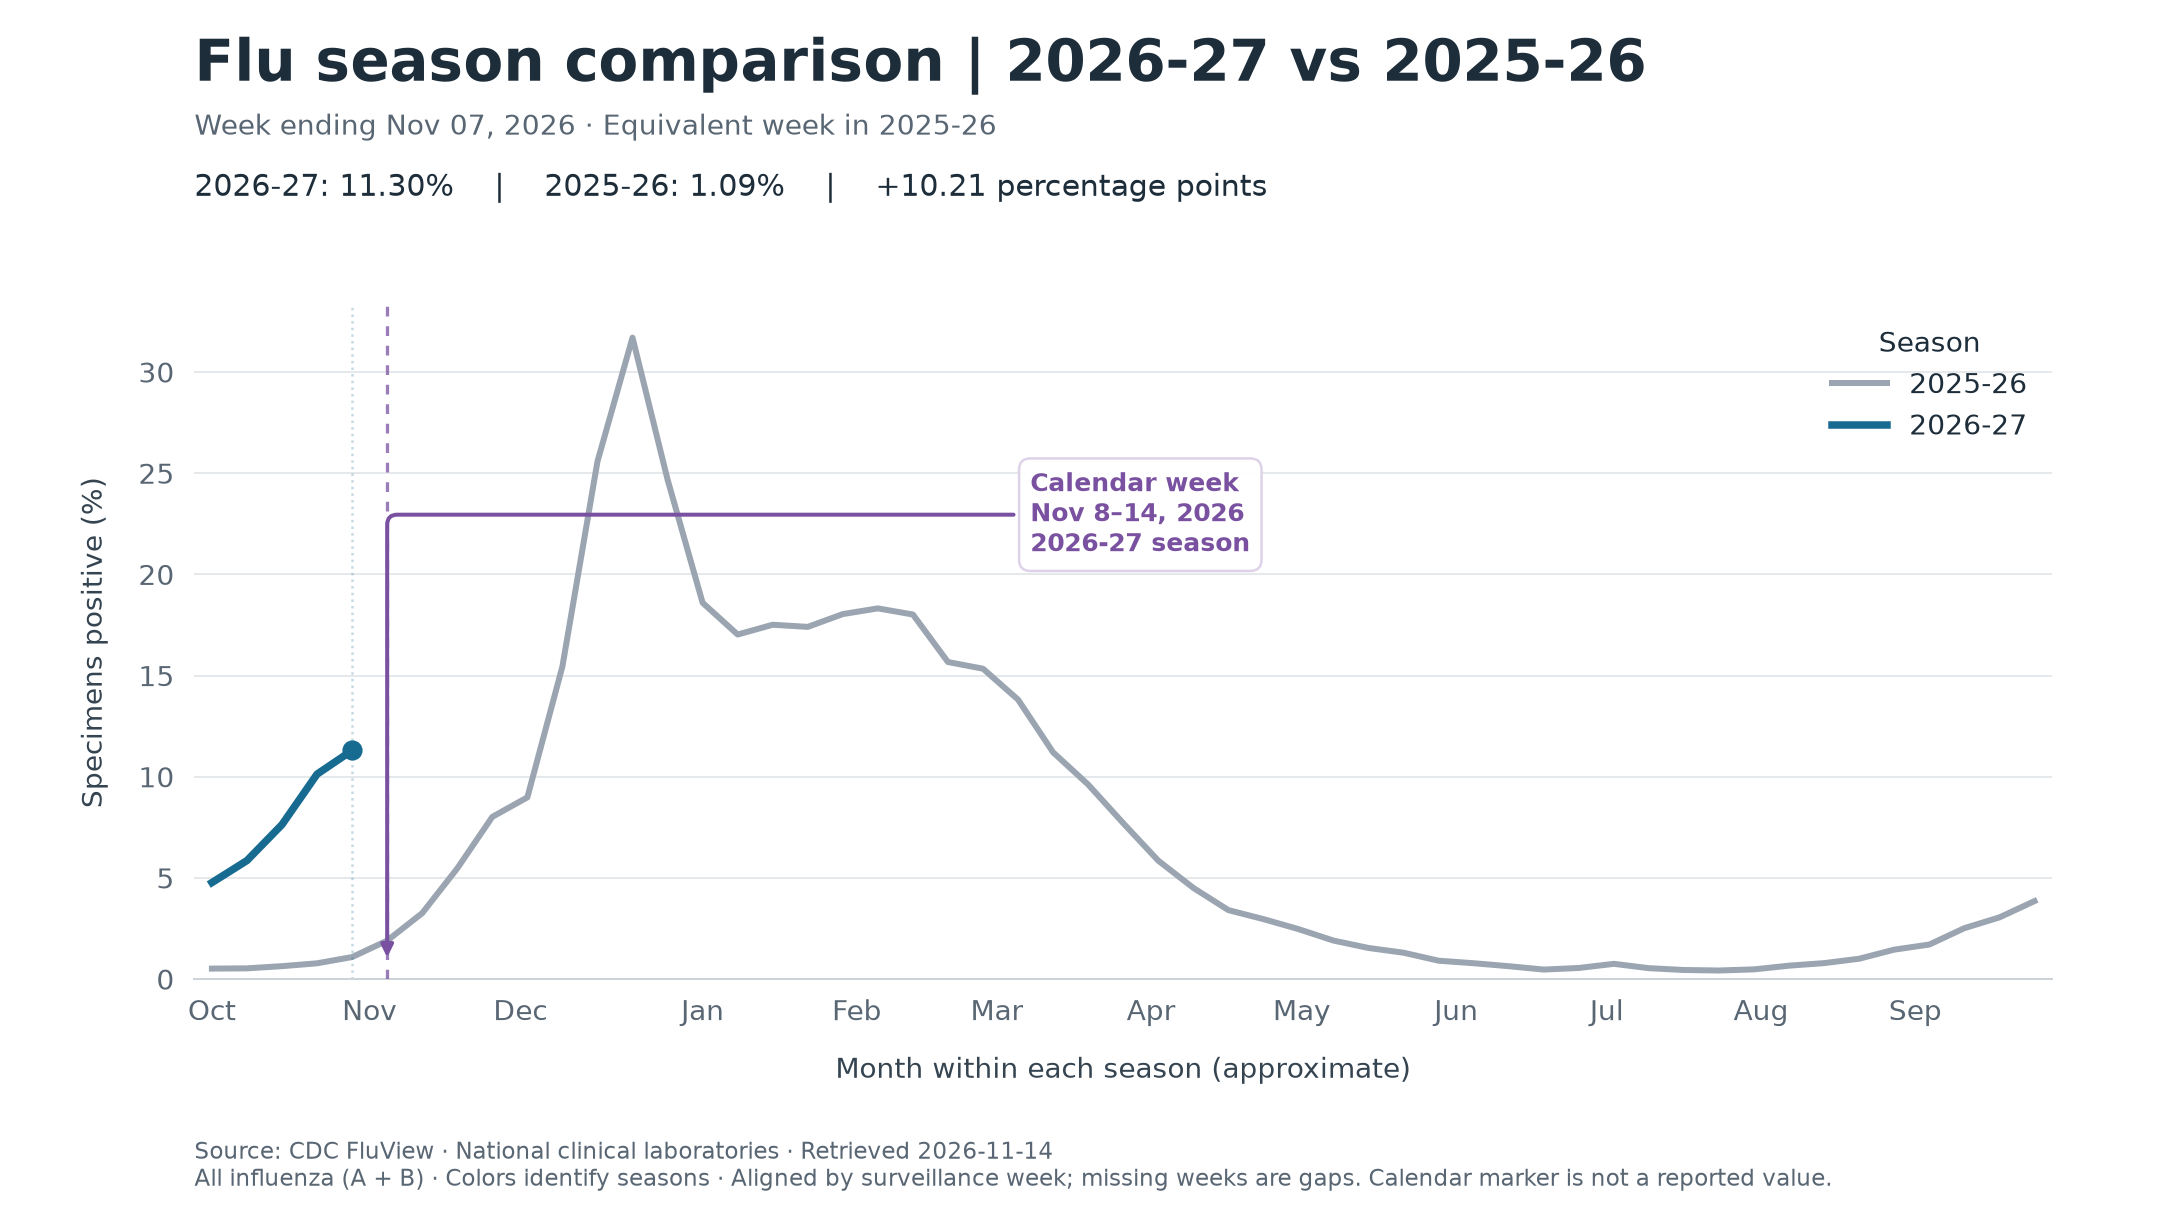 Flu season comparison | 2026-27 vs 2025-26
Week ending Nov 07, 2026 · Equivalent week in 2025-26
2026-27: 11.30% | 2025-26: 1.09% | +10.21 percentage points
Season
2025-26
2026-27
Calendar week
Nov 8–14, 2026
2026-27 season
Specimens positive (%)
30
25
20
15
10
5
0
Oct Nov Dec Jan Feb Mar Apr May Jun Jul Aug Sep
Month within each season (approximate)
Source: CDC FluView · National clinical laboratories · Retrieved 2026-11-14
All influenza (A + B) · Colors identify seasons · Aligned by surveillance week; missing weeks are gaps. Calendar marker is not a reported value.